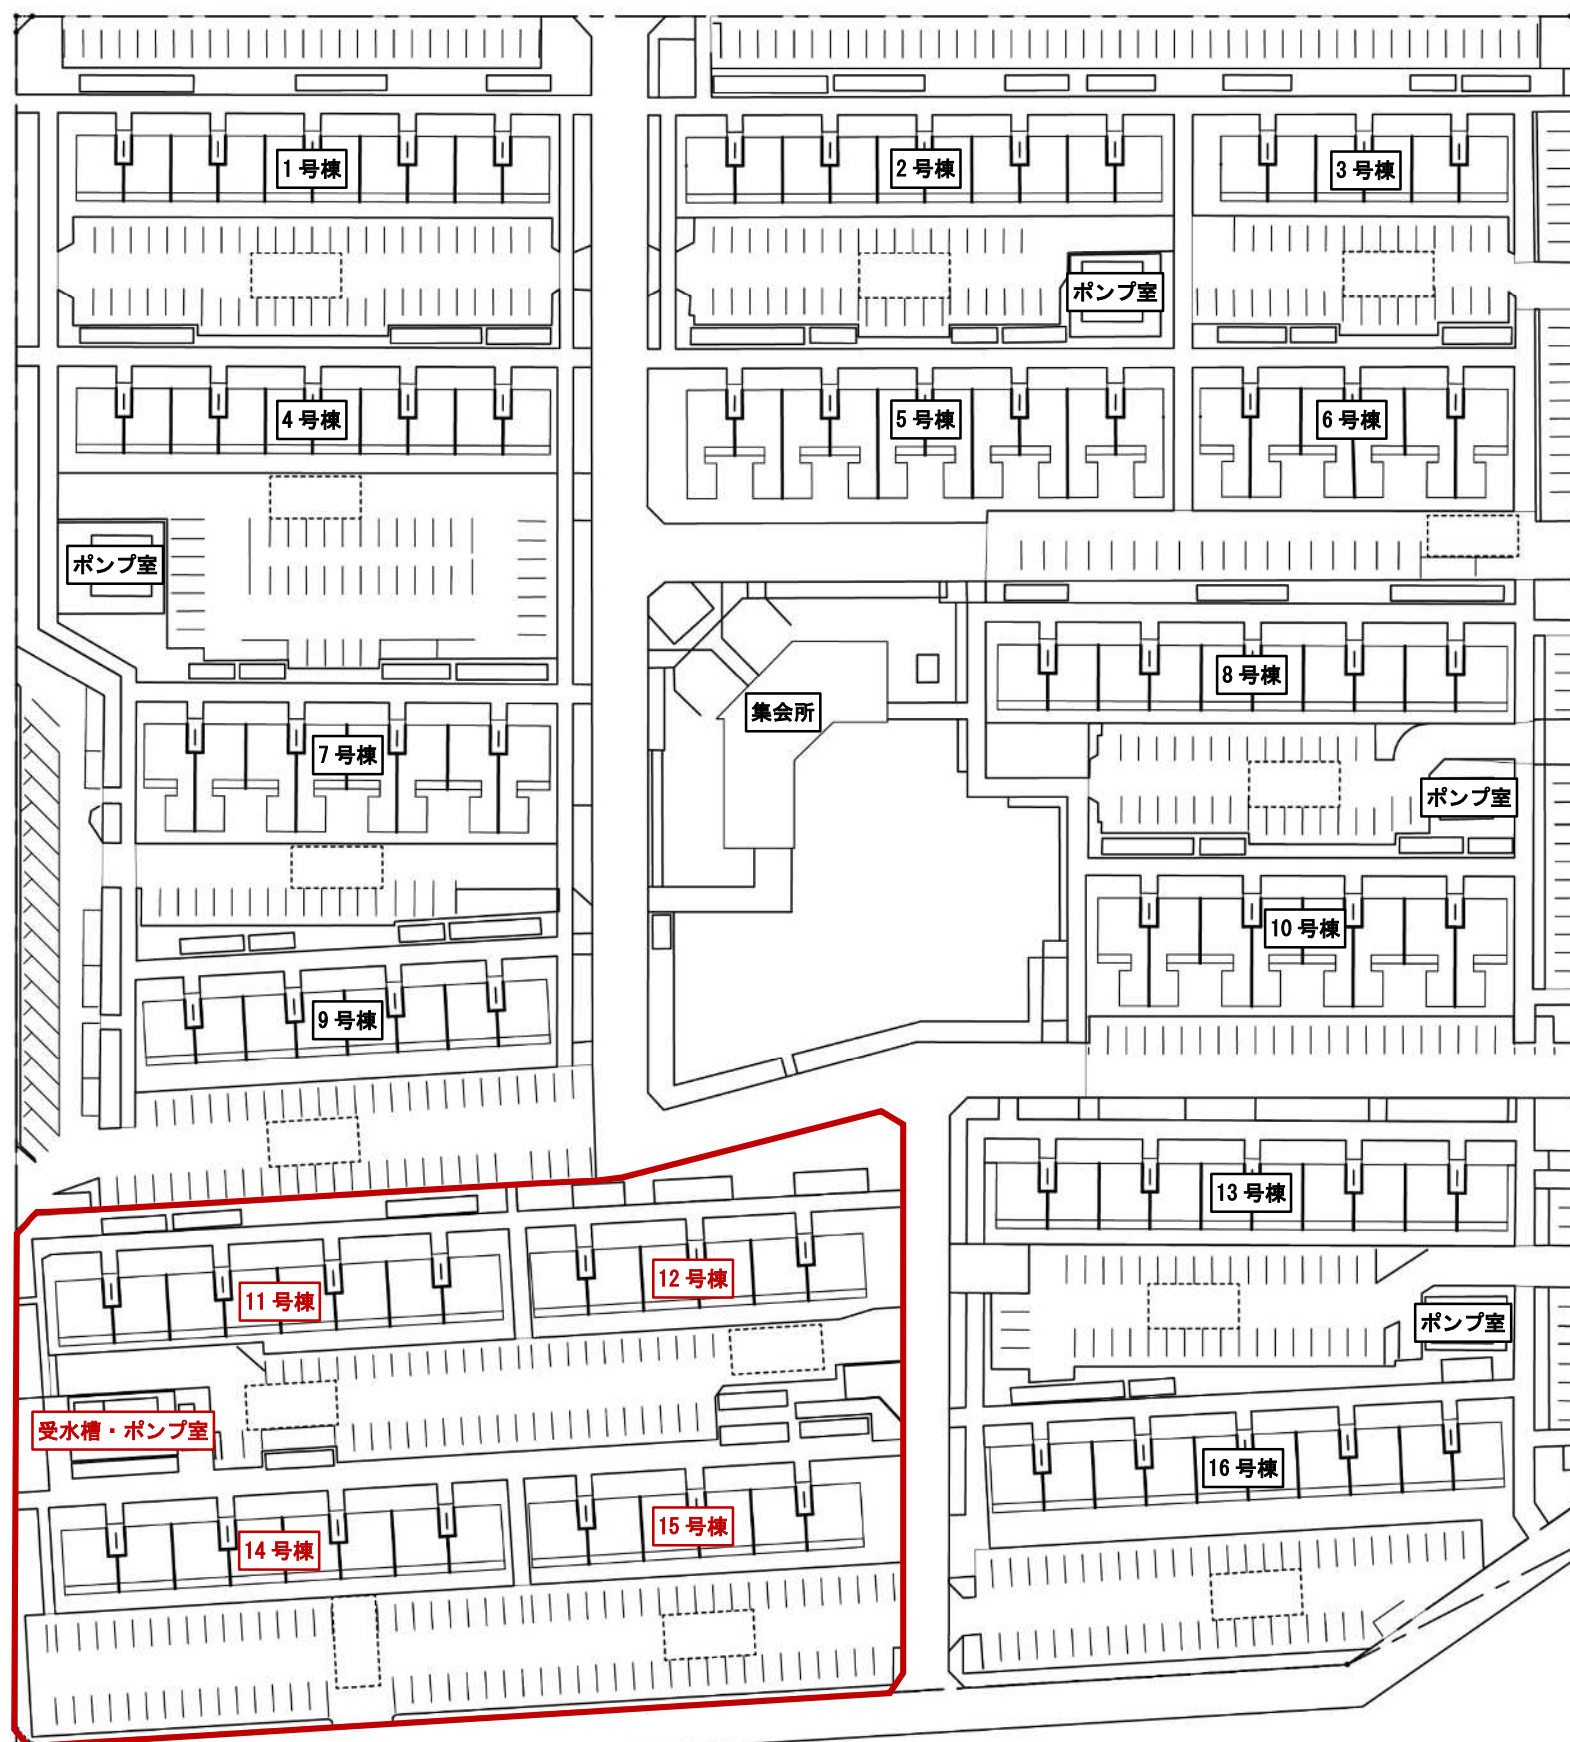 1号棟
2号棟
3号棟
ポンプ室
4号棟
5号棟
6号棟
ポンプ室
8号棟
集会所
7号棟
ポンプ室
10号棟
9号棟
13号棟
12号棟
11号棟
ポンプ室
受水槽・ポンプ室
16号棟
15号棟
14号棟